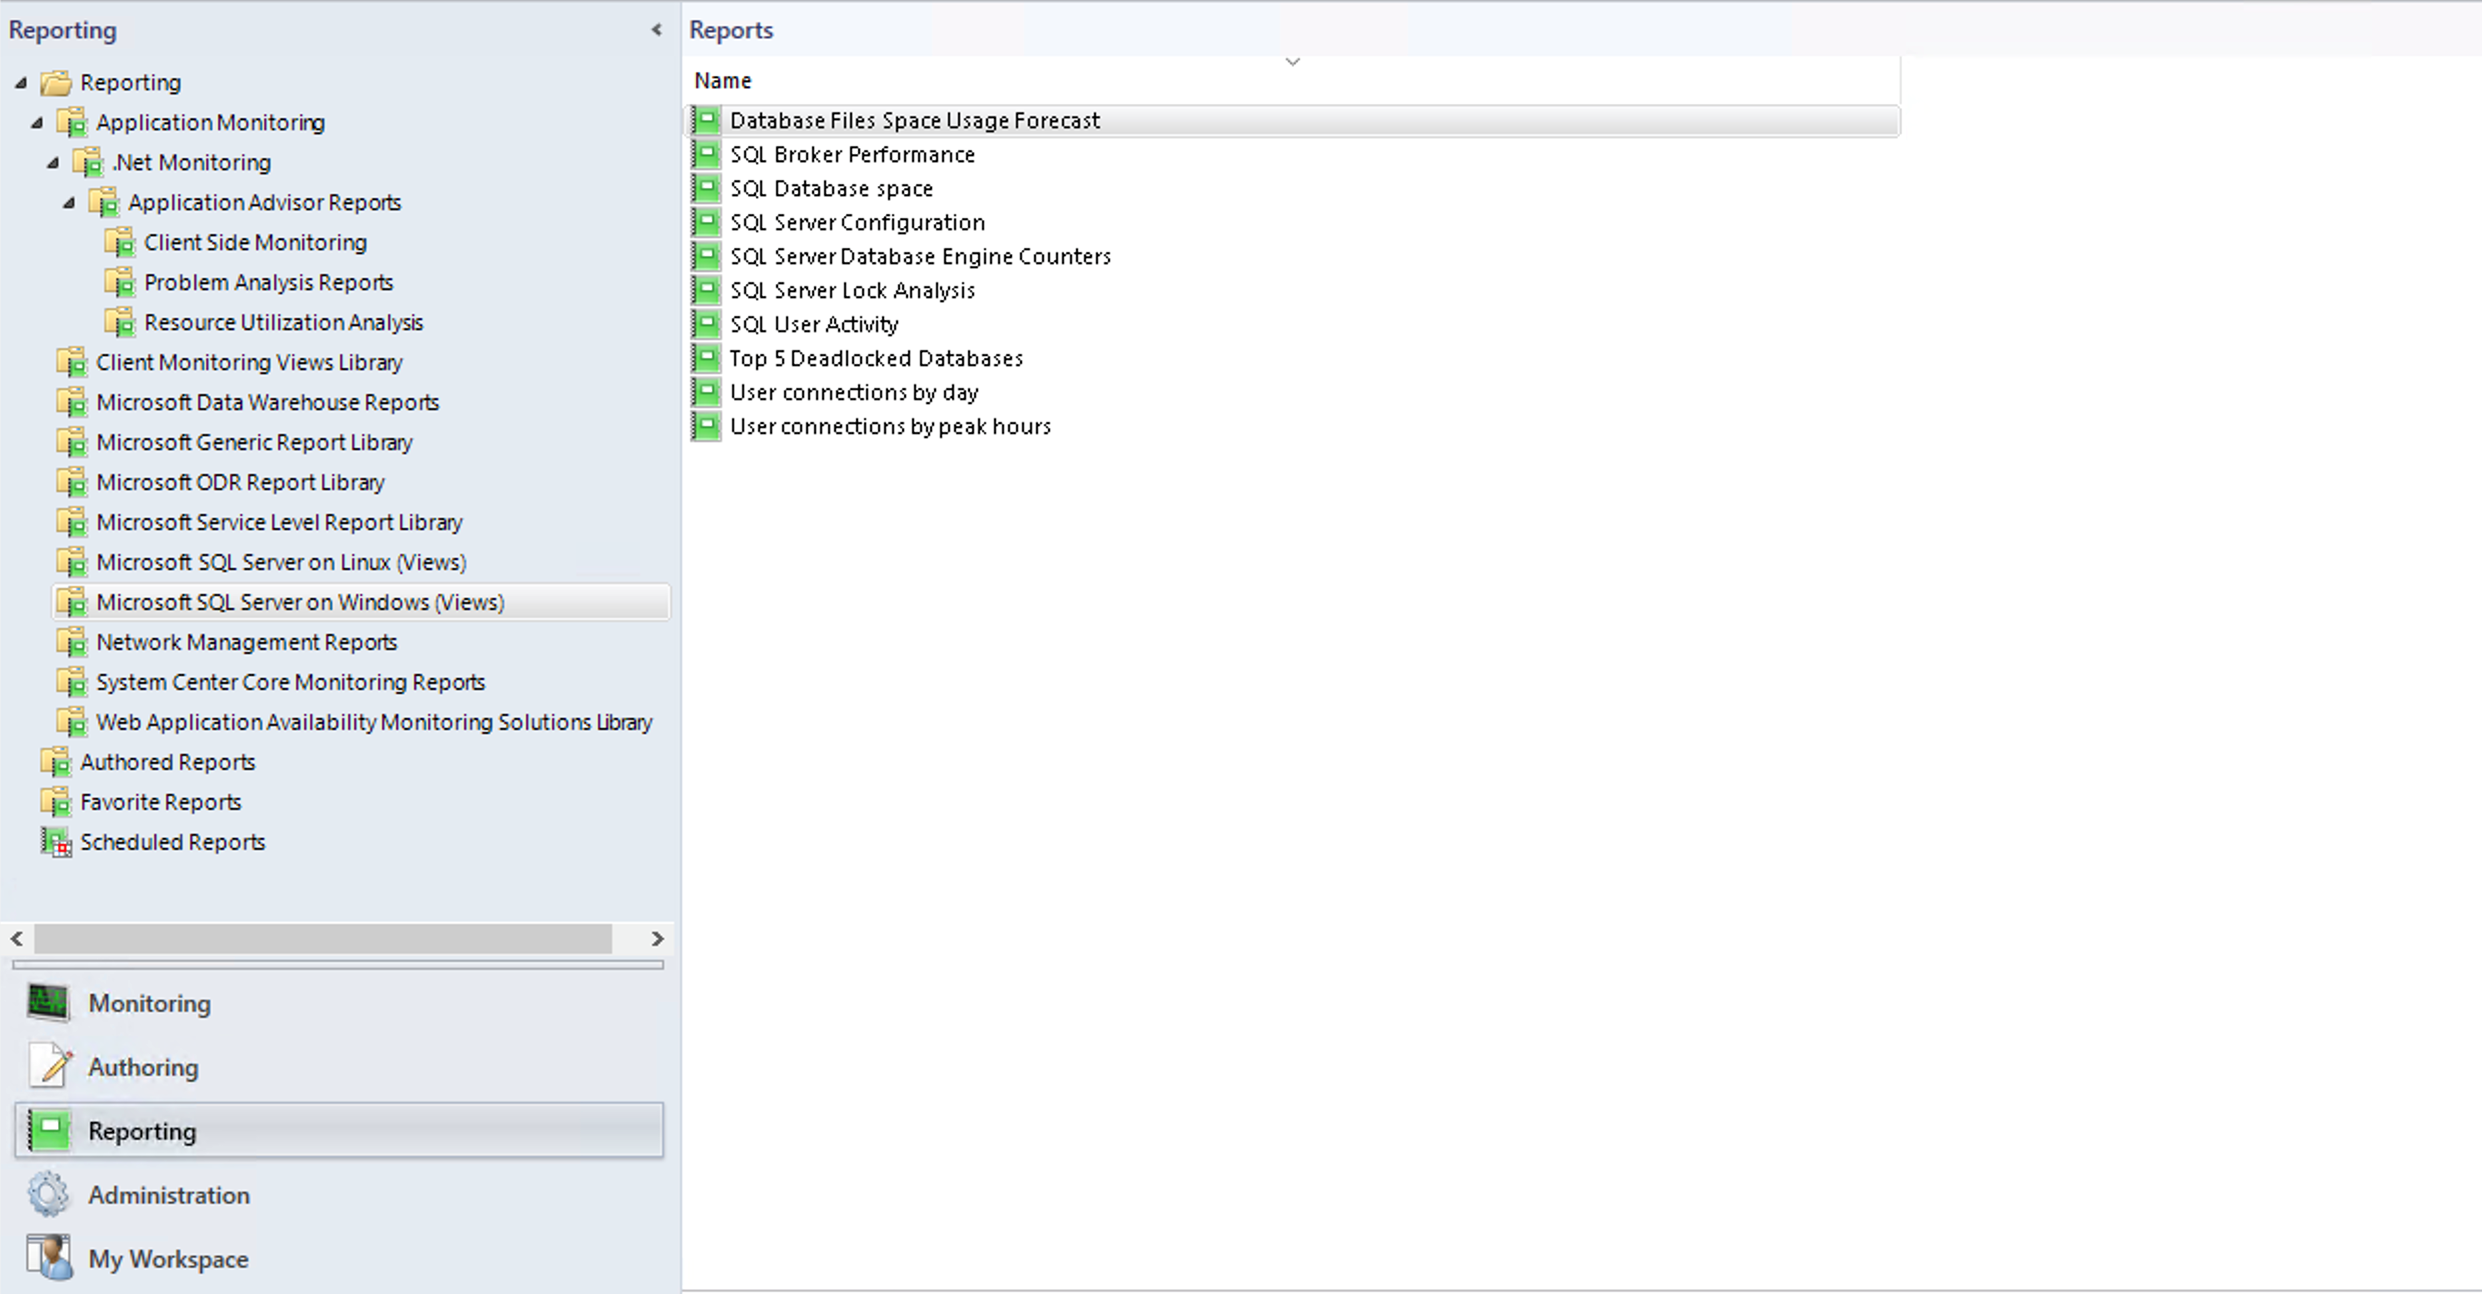 Reporting
Reporting
Application Monitoring
.Net Monitoring
Application Advisor Reports
Client Side Monitoring
Problem Analysis Reports
Resource Utilization Analysis
Client Monitoring Views Library
Microsoft Data Warehouse Reports
Microsoft Generic Report Library
Microsoft ODR Report Library
Microsoft Service Level Report Library
Microsoft SQL Server on Linux (Views)
Microsoft SQL Server on Windows (Views)
Network Management Reports
System Center Core Monitoring Reports
Web Application Availability Monitoring Solutions Library
Authored Reports
Favorite Reports
Scheduled Reports
Monitoring
Authoring
Reporting
Administration
My Workspace
Reports
Name
Database Files Space Usage Forecast
SQL Broker Performance
SQL Database space
SQL Server Configuration
SQL Server Database Engine Counters
SQL Server Lock Analysis
SQL User Activity
Top 5 Deadlocked Databases
User connections by day
User connections by peak hours